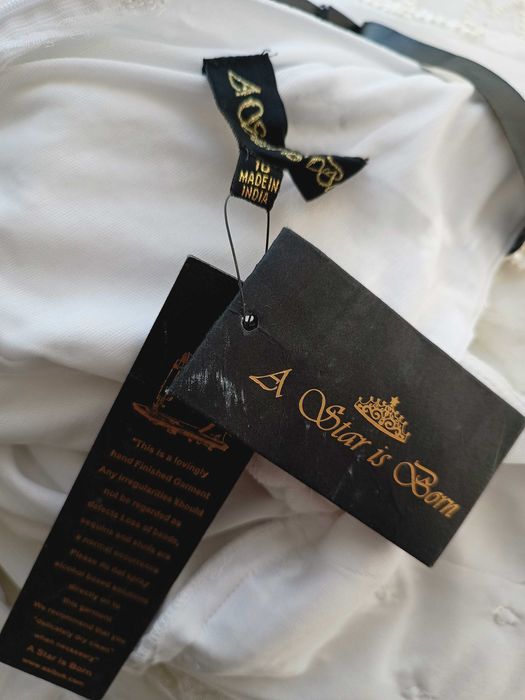 A
16
MADE IN
INDIA
A Star is Born
"This is a lovingly
hand Finished Garment
Any irregularities Should
not be regarded as
defects Loss of beads,
sequins and studs are
a normal occurrence
Please do not spray
alcohol based solutions
directly on to
this garment
We recommend that you
"delicately dry clean"
when necessary"
A Star is Born